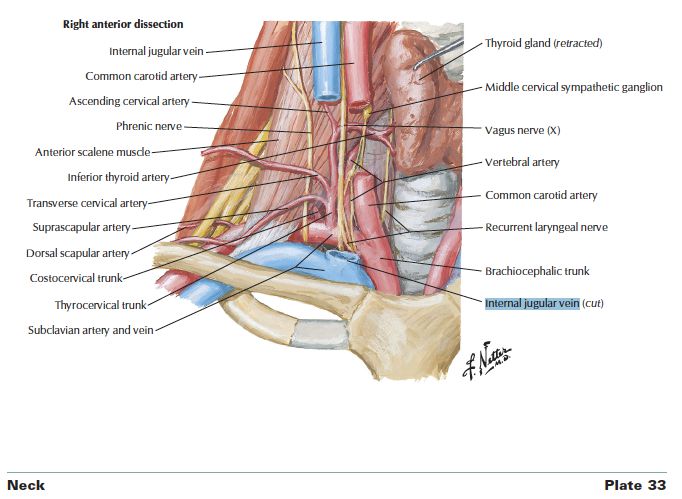 Right anterior dissection
Internal jugular vein
Common carotid artery
Ascending cervical artery
Phrenic nerve
Anterior scalene muscle
Inferior thyroid artery
Transverse cervical artery
Suprascapular artery
Dorsal scapular artery
Costocervical trunk
Thyrocervical trunk
Subclavian artery and vein
Thyroid gland (retracted)
Middle cervical sympathetic ganglion
Vagus nerve (X)
Vertebral artery
Common carotid artery
Recurrent laryngeal nerve
Brachiocephalic trunk
Internal jugular vein (cut)
F. Netter
M.D.
Neck
Plate 33